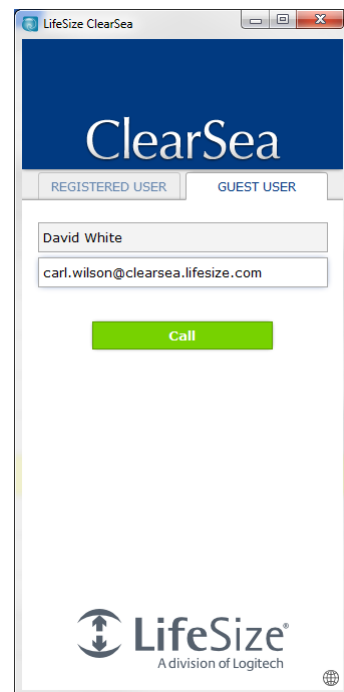 LifeSize ClearSea
ClearSea
REGISTERED USER GUEST USER
David White
carl.wilson@clearsea.lifesize.com
Call
LifeSize®
A division of Logitech